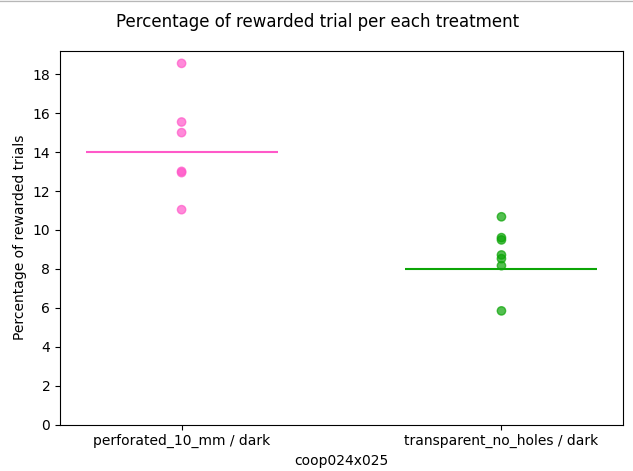 Percentage of rewarded trial per each treatment
Percentage of rewarded trials
18
16
14
12
10
8
6
4
2
0
perforated_10_mm / dark
transparent_no_holes / dark
coop024x025